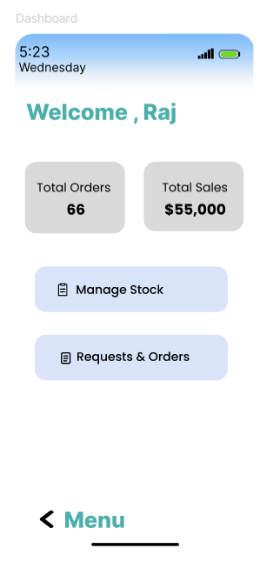 Dashboard
5:23
Wednesday
Welcome , Raj
Total Orders
66
Total Sales
$55,000
Manage Stock
Requests & Orders
Menu